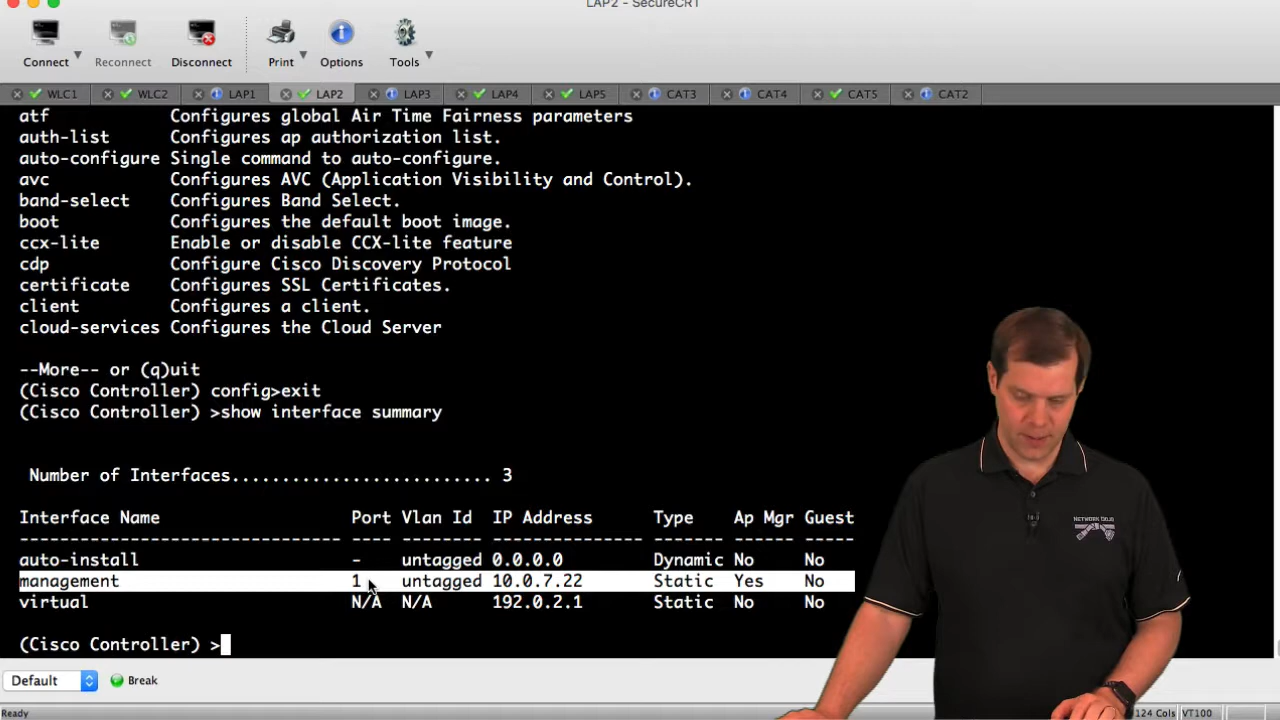 LAP2 - SecureCRT
Connect Reconnect Disconnect Print Options Tools
WLC1 WLC2 LAP1 LAP2 LAP3 LAP4 LAP5 CAT3 CAT4 CAT5 CAT2
atf Configures global Air Time Fairness parameters
auth-list Configures ap authorization list.
auto-configure Single command to auto-configure.
avc Configures AVC (Application Visibility and Control).
band-select Configures Band Select.
boot Configures the default boot image.
ccx-lite Enable or disable CCX-lite feature
cdp Configure Cisco Discovery Protocol
certificate Configures SSL Certificates.
client Configures a client.
cloud-services Configures the Cloud Server
--More-- or (q)uit
(Cisco Controller) config>exit
(Cisco Controller) >show interface summary
Number of Interfaces.......................... 3
Interface Name Port Vlan Id IP Address Type Ap Mgr Guest
-------------------------------- ---- -------- --------------- ------- ------ -----
auto-install - untagged 0.0.0.0 Dynamic No No
management 1 untagged 10.0.7.22 Static Yes No
virtual N/A N/A 192.0.2.1 Static No No
(Cisco Controller) >
NETWORK DOJO
Default Break
Ready 124 Cols VT100